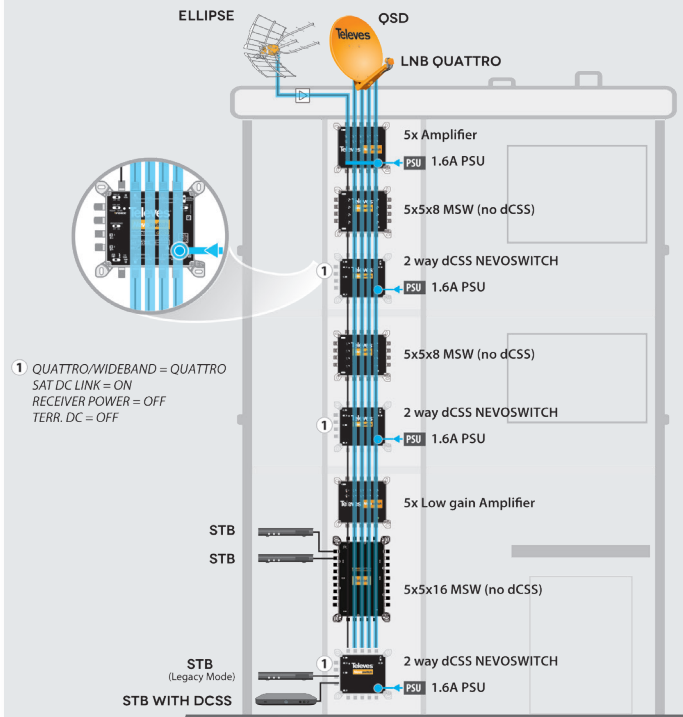 ELLIPSE
QSD
Televes
LNB QUATTRO
5x Amplifier
Televes
PSU 1.6A PSU
5x5x8 MSW (no dCSS)
2 way dCSS NEVOSWITCH
1
PSU 1.6A PSU
5x5x8 MSW (no dCSS)
1 QUATTRO/WIDEBAND = QUATTRO
SAT DC LINK = ON
RECEIVER POWER = OFF
TERR. DC = OFF
2 way dCSS NEVOSWITCH
1
PSU 1.6A PSU
5x Low gain Amplifier
Televes
STB
STB
5x5x16 MSW (no dCSS)
2 way dCSS NEVOSWITCH
1
Televes
STB
(Legacy Mode)
PSU 1.6A PSU
STB WITH DCSS